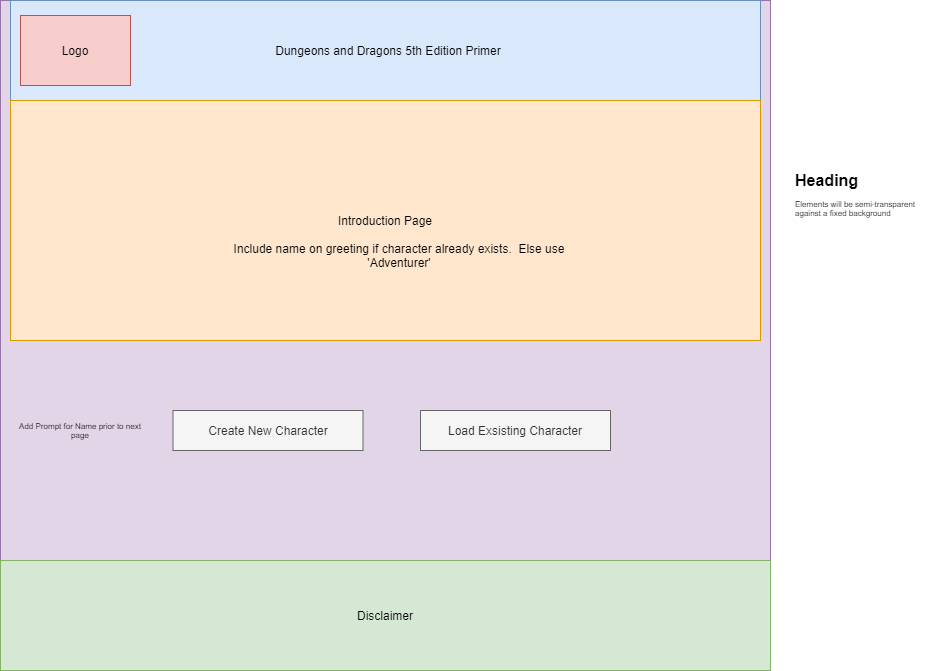 Logo
Dungeons and Dragons 5th Edition Primer
Heading
Elements will be semi-transparent
against a fixed background
Introduction Page
Include name on greeting if character already exists.  Else use
'Adventurer'
Add Prompt for Name prior to next
page
Create New Character
Load Exsisting Character
Disclaimer